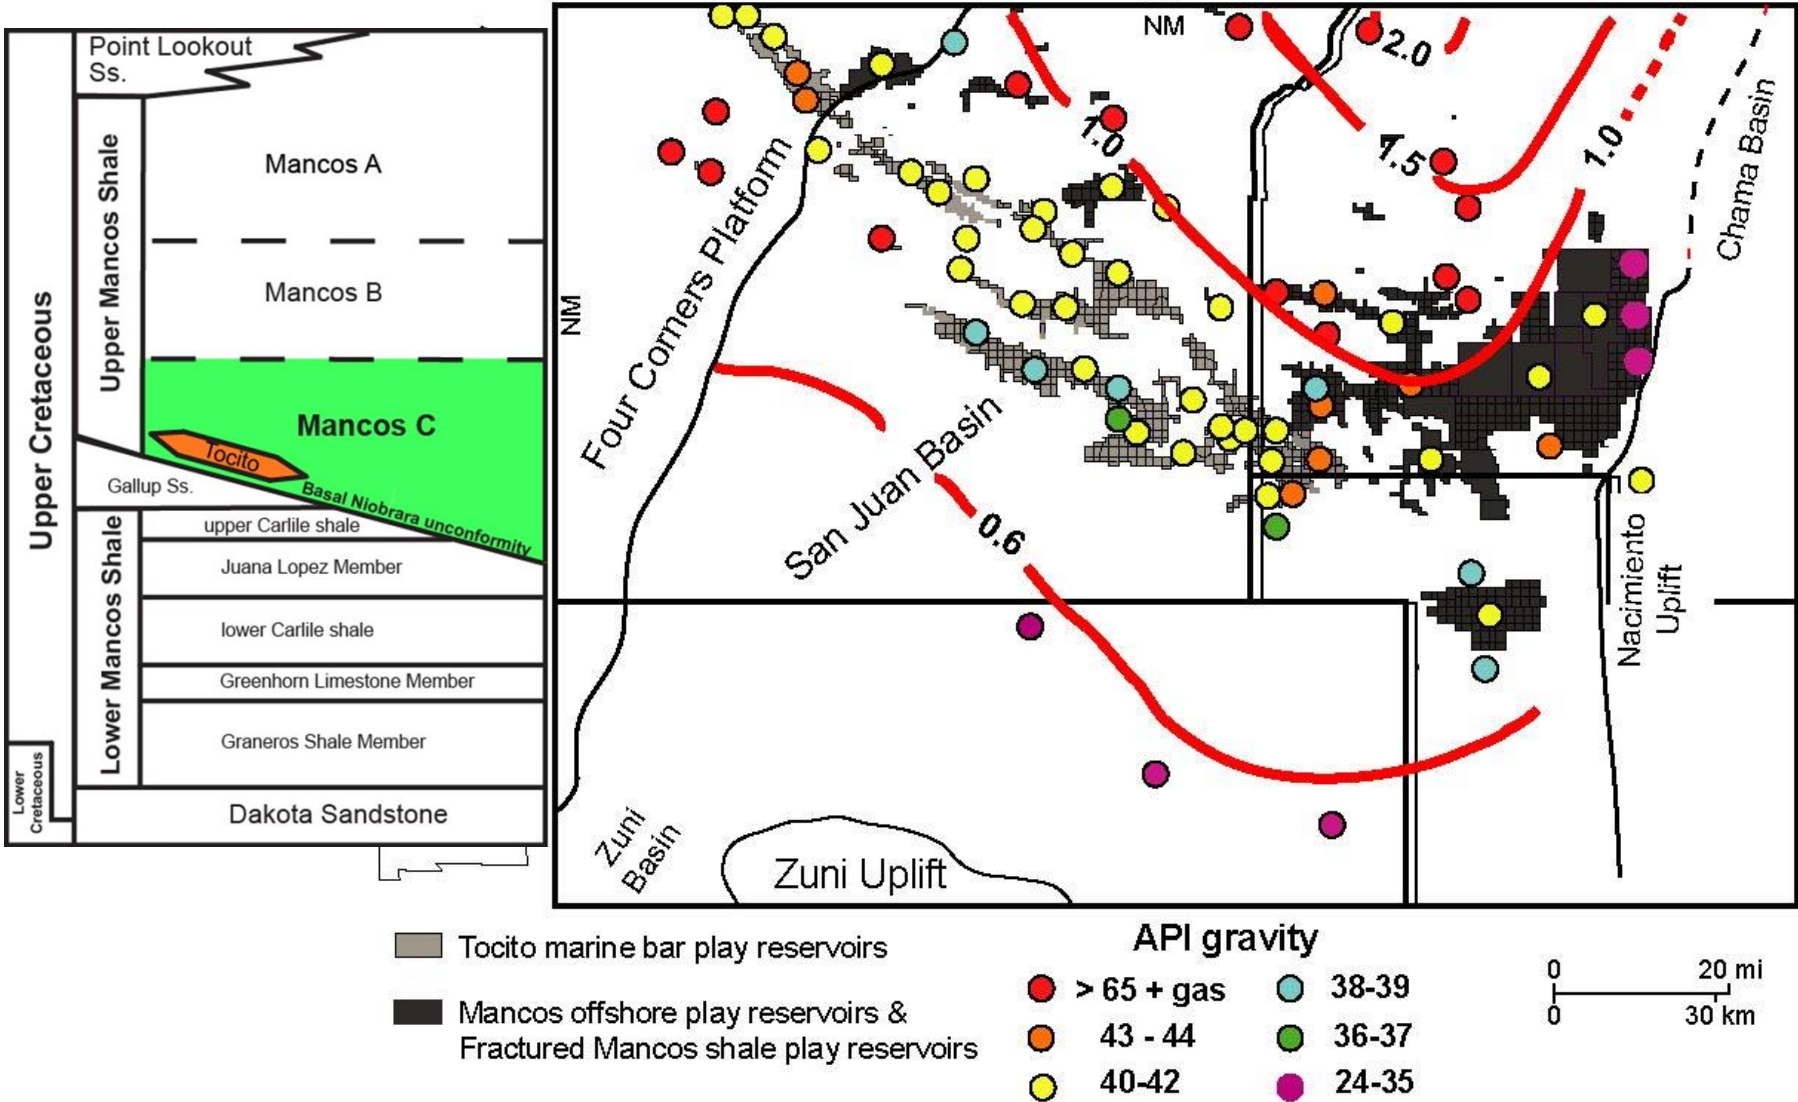 Point Lookout
Ss.
Upper Cretaceous
Upper Mancos Shale
Mancos A
Mancos B
Mancos C
Tocito
Gallup Ss.
Basal Niobrara unconformity
Lower Mancos Shale
upper Carlile shale
Juana Lopez Member
lower Carlile shale
Greenhorn Limestone Member
Graneros Shale Member
Lower
Cretaceous
Dakota Sandstone
NM
2.0
1.0
1.5
1.0
Chama Basin
Four Corners Platform
NM
San Juan Basin
0.6
Nacimiento
Uplift
Zuni
Basin
Zuni Uplift
Tocito marine bar play reservoirs
Mancos offshore play reservoirs &
Fractured Mancos shale play reservoirs
API gravity
> 65 + gas
43 - 44
40-42
38-39
36-37
24-35
0 20 mi
0 30 km